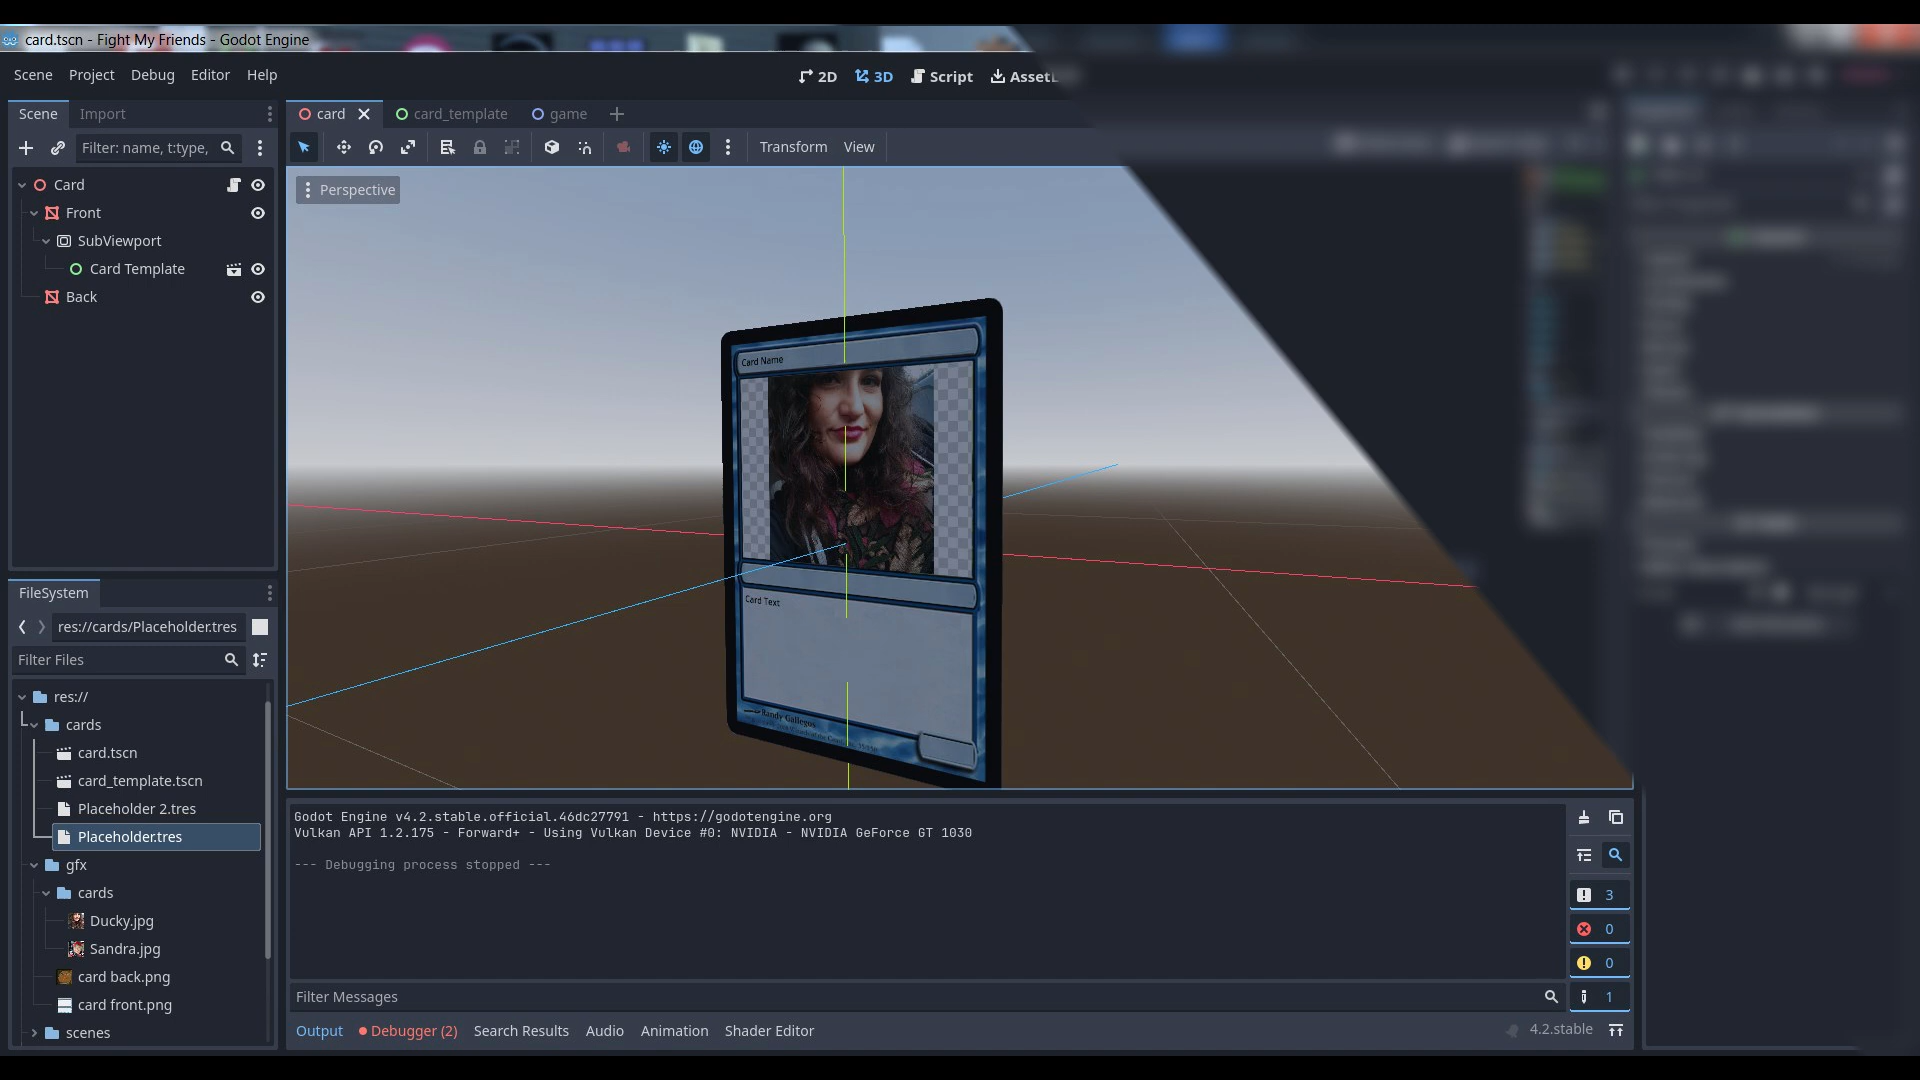 card.tscn - Fight My Friends - Godot Engine
Scene Project Debug Editor Help
2D 3D Script
Scene Import
card card_template game
Filter: name, t:type,
Transform View
Perspective
Card
Front
SubViewport
Card Template
Back
Card Name
Card Text
Randy Gallegos
FileSystem
res://cards/Placeholder.tres
Filter Files
res://
cards
card.tscn
card_template.tscn
Placeholder 2.tres
Placeholder.tres
gfx
cards
Ducky.jpg
Sandra.jpg
card back.png
card front.png
scenes
Godot Engine v4.2.stable.official.46dc27791 - https://godotengine.org
Vulkan API 1.2.175 - Forward+ - Using Vulkan Device #0: NVIDIA - NVIDIA GeForce GT 1030
--- Debugging process stopped ---
3
0
0
1
Filter Messages
Output Debugger (2) Search Results Audio Animation Shader Editor
4.2.stable